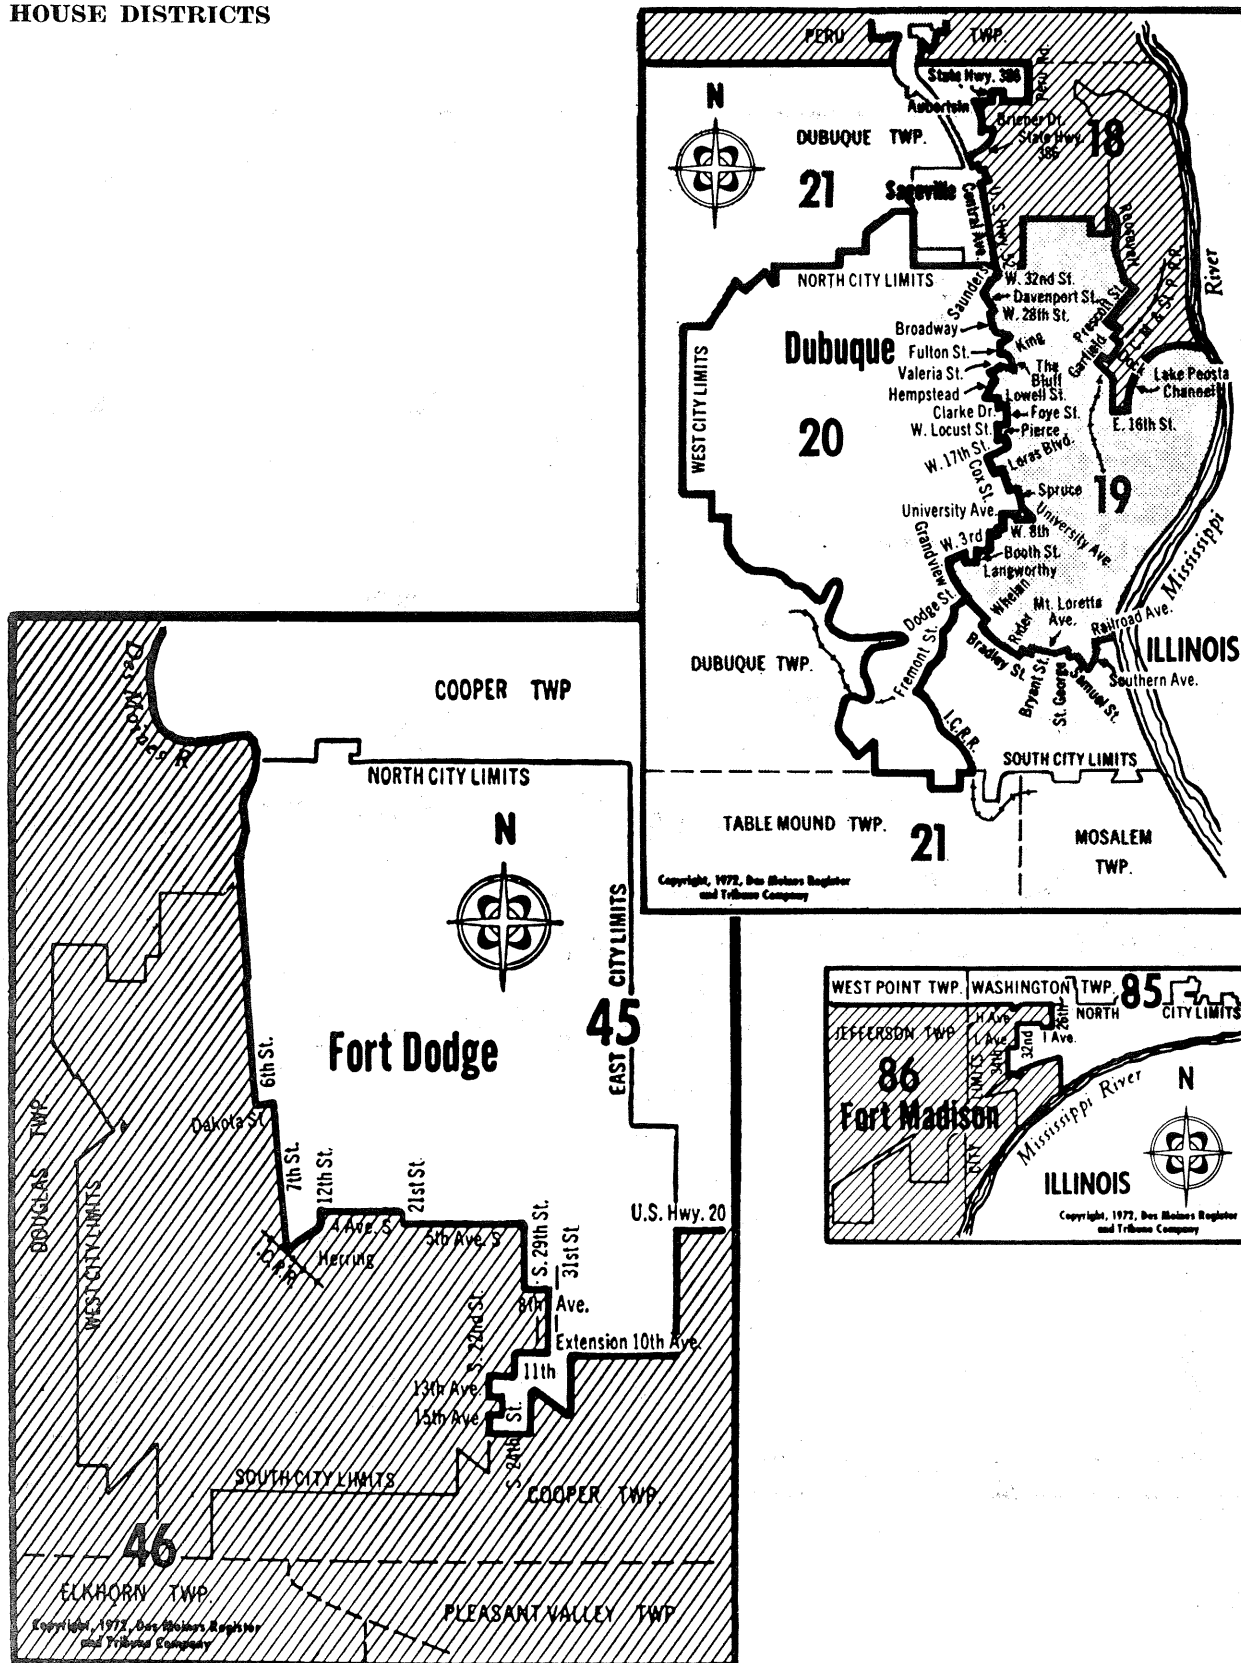 HOUSE DISTRICTS
PERU TWP.
State Hwy. 386
Peru Rd.
N
DUBUQUE TWP.
21
Brieper Dr.
State Hwy.
386
18
Sageville
Central Ave.
U.S. Hwy. 52
Roosevelt
NORTH CITY LIMITS
Saunders
W. 32nd St.
Davenport St.
W. 28th St.
Broadway
King
Dubuque
Fulton St.
Valeria St.
The
Bluff
Hempstead
Lowell St.
Clarke Dr.
Foye St.
W. Locust St.
Pierce
W. 17th St.
Loras Blvd.
Cox St.
Spruce
20
WEST CITY LIMITS
Prescott St.
Garfield
Dock
C. M. & St. P. R.R.
River
Lake Peosta
Channel
E. 16th St.
19
University Ave.
University Ave.
W. 8th
W. 3rd
Booth St.
Langworthy
Grandview
Dodge St.
Whelan
Mt. Loretta
Ave.
Rider
Railroad Ave.
Mississippi
ILLINOIS
Bradley St.
Bryant St.
St. George
Samuel St.
Southern Ave.
DUBUQUE TWP.
Fremont St.
I.C.R.R.
SOUTH CITY LIMITS
TABLE MOUND TWP.
21
MOSALEM
TWP.
Copyright, 1972, Des Moines Register
and Tribune Company
Des Moines R.
COOPER TWP
NORTH CITY LIMITS
N
EAST CITY LIMITS
45
Fort Dodge
6th St.
Dakota St.
7th St.
12th St.
21st St.
4 Ave. S
5th Ave. S
Herring
S. 29th St.
31st St.
U.S. Hwy. 20
8th Ave.
S. 22nd St.
Extension 10th Ave.
11th
13th Ave.
15th Ave
S. 24th St.
DOUGLAS TWP
WEST CITY LIMITS
SOUTH CITY LIMITS
COOPER TWP.
46
ELKHORN TWP.
PLEASANT VALLEY TWP
Copyright, 1972, Des Moines Register
and Tribune Company
WEST POINT TWP.
WASHINGTON TWP.
85
NORTH CITY LIMITS
JEFFERSON TWP
H Ave
L Ave.
I Ave.
26th
34th
32nd
86
Fort Madison
CITY LIMITS
Mississippi River
N
ILLINOIS
Copyright, 1972, Des Moines Register
and Tribune Company